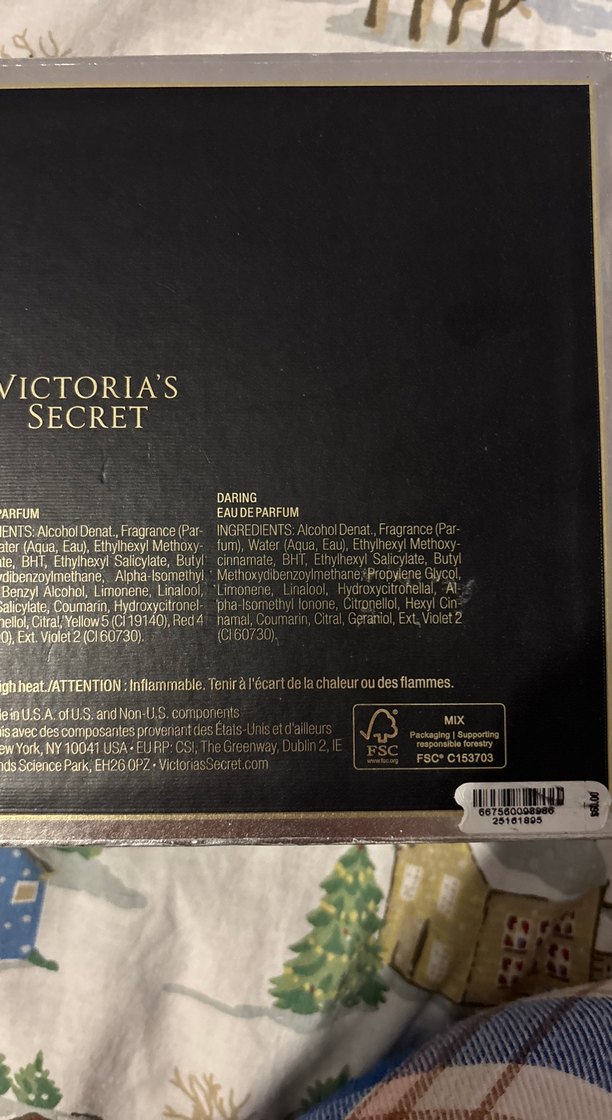 VICTORIA'S
SECRET
PARFUM
IENTS: Alcohol Denat., Fragrance (Par-
ater (Aqua, Eau), Ethylhexyl Methoxy-
te, BHT, Ethylhexyl Salicylate, Butyl
ydibenzoylmethane, Alpha-Isomethyl
Benzyl Alcohol, Limonene, Linalool,
Salicylate, Coumarin, Hydroxycitronel-
nellol, Citral, Yellow 5 (CI 19140), Red 4
0), Ext. Violet 2 (CI 60730).
DARING
EAU DE PARFUM
INGREDIENTS: Alcohol Denat., Fragrance (Par-
fum), Water (Aqua, Eau), Ethylhexyl Methoxy-
cinnamate, BHT, Ethylhexyl Salicylate, Butyl
Methoxydibenzoylmethane, Propylene Glycol,
Limonene, Linalool, Hydroxycitronellal, Al-
pha-Isomethyl Ionone, Citronellol, Hexyl Cin-
namal, Coumarin, Citral, Geraniol, Ext. Violet 2
(CI 60730).
igh heat./ATTENTION : Inflammable. Tenir à l'écart de la chaleur ou des flammes.
de in U.S.A. of U.S. and Non-U.S. components
is avec des composantes provenant des États-Unis et d'ailleurs
ew York, NY 10041 USA • EU RP: CSI, The Greenway, Dublin 2, IE
nds Science Park, EH26 0PZ • VictoriasSecret.com
FSC
www.fsc.org
MIX
Packaging | Supporting
responsible forestry
FSC® C153703
667560098986
25161895